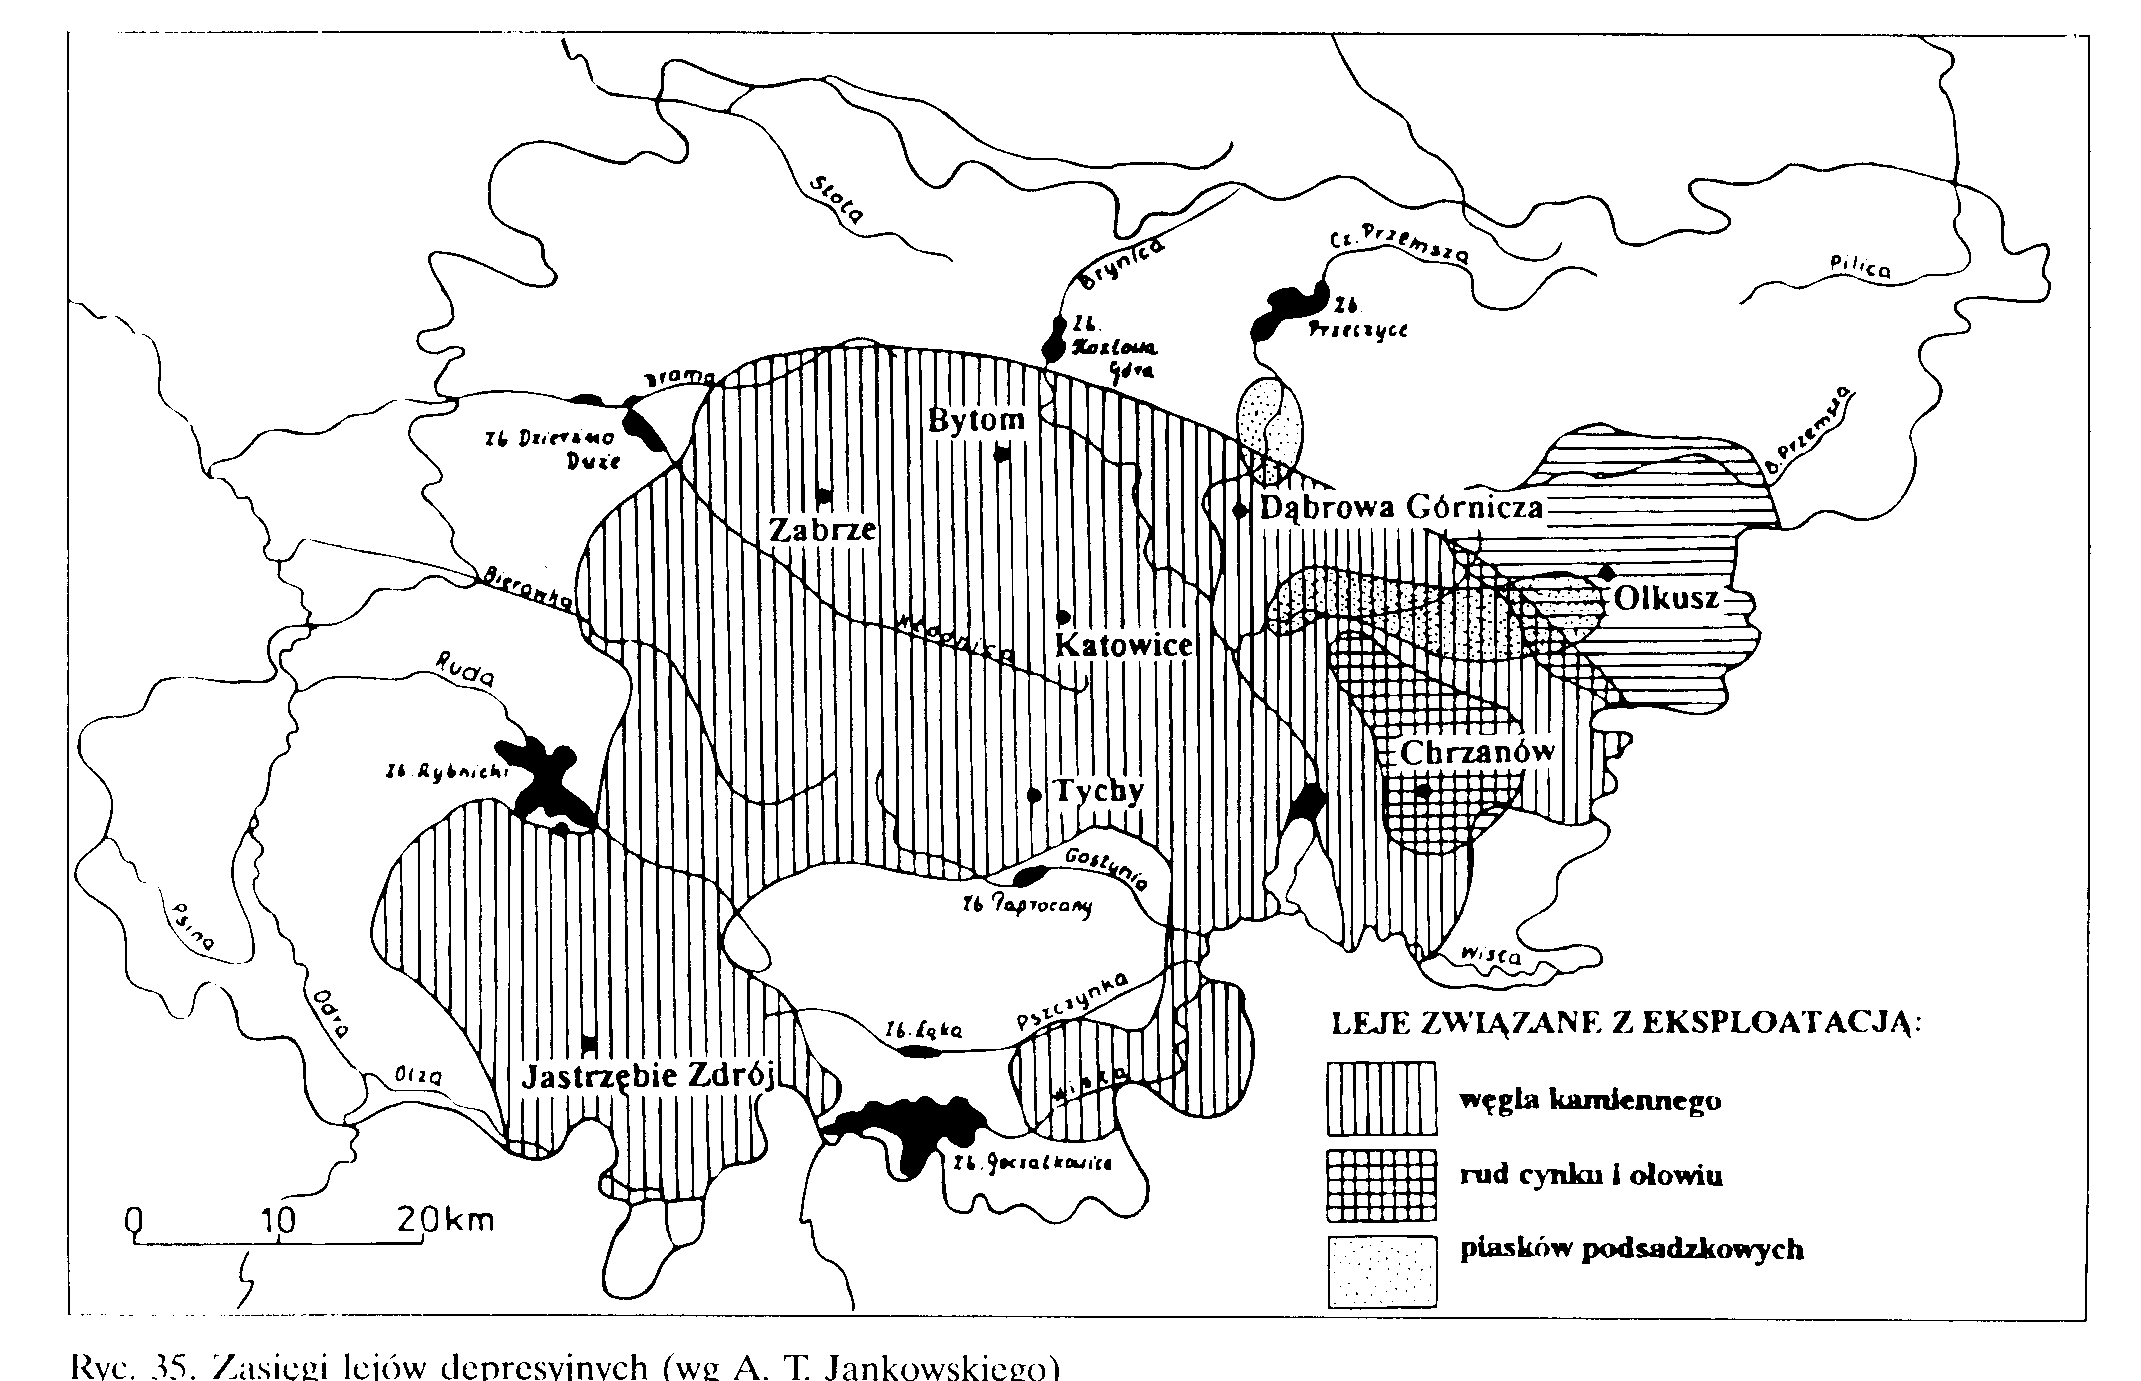 Stoła
Brynica
Cz. Przemsza
Pilica
Zb.
Przeczyce
Zb.
Kozłowa
Góra
Drama
B. Przemsza
Bytom
Zb Dzierżno
Duże
Dąbrowa Górnicza
Zabrze
Bierawka
Olkusz
Kłodnica
Katowice
Ruda
Chrzanów
Zb. Rybnicki
Tychy
Gostynia
Zb Paprocany
Psina
Wisła
Odra
Pszczynka
Zb. Łąka
Jastrzębie Zdrój
Olza
Wisła
Zb. Goczałkowice
LEJE ZWIĄZANE Z EKSPLOATACJĄ:
węgla kamiennego
rud cynku i ołowiu
piasków podsadzkowych
0 10 20km
Ryc. 35. Zasięgi lejów depresyjnych (wg A. T. Jankowskiego)